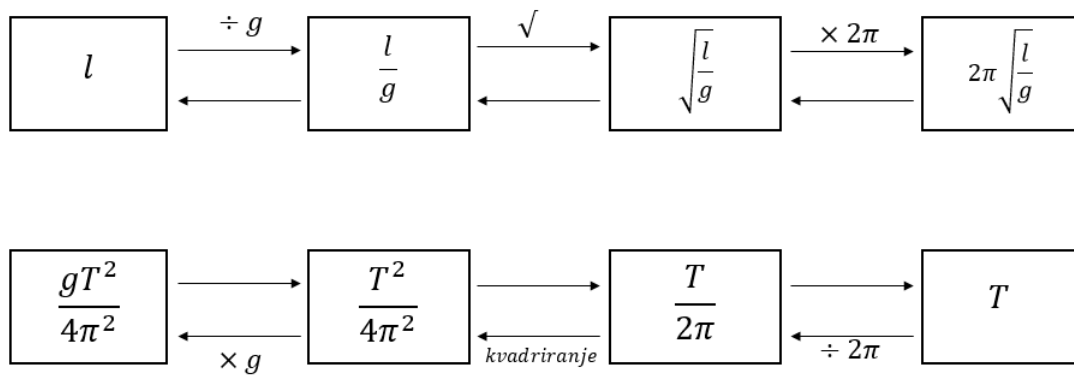 ÷ g √ × 2π
l l/g √(l/g) 2π√(l/g)
gT²/4π² T²/4π² T/2π T
× g kvadriranje ÷ 2π